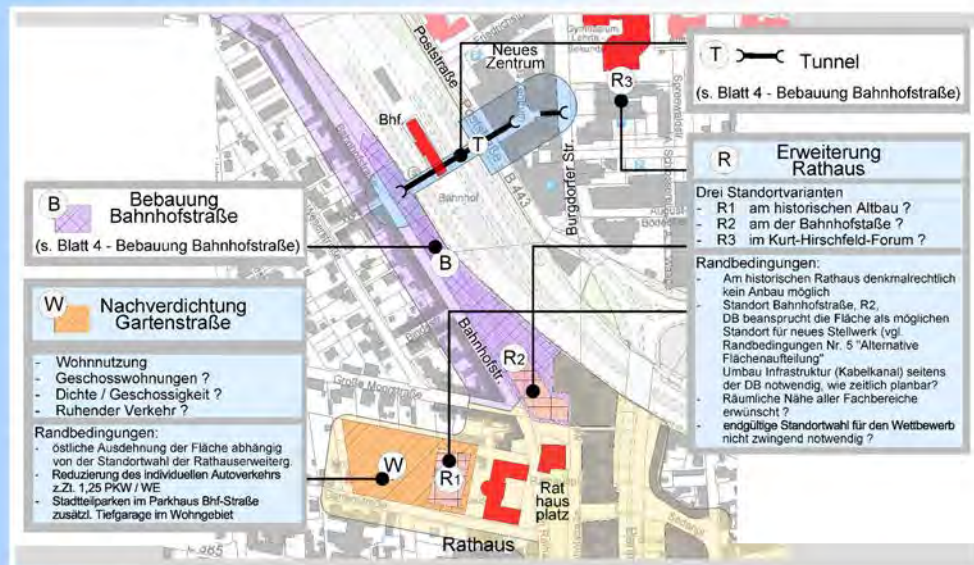 Neues
Zentrum
Poststraße
Bhf.
T
R3
Bahnhof
B 443
Burgdorfer Str.
B
Bahnhofstr.
R2
Große Mondstraße
W
R1
Rat
haus
platz
Rathaus
T Tunnel
(s. Blatt 4 - Bebauung Bahnhofstraße)
R Erweiterung
Rathaus
Drei Standortvarianten
- R1 am historischen Altbau ?
- R2 am der Bahnhofstaße ?
- R3 im Kurt-Hirschfeld-Forum ?
Randbedingungen:
- Am historischen Rathaus denkmalrechtlich
kein Anbau möglich
- Standort Bahnhofstraße, R2,
DB beansprucht die Fläche als möglichen
Standort für neues Stellwerk (vgl.
Randbedingungen Nr. 5 "Alternative
Flächenaufteilung"
Umbau Infrastruktur (Kabelkanal) seitens
der DB notwendig, wie zeitlich planbar?
- Räumliche Nähe aller Fachbereiche
erwünscht ?
- endgültige Standortwahl für den Wettbewerb
nicht zwingend notwendig ?
B Bebauung
Bahnhofstraße
(s. Blatt 4 - Bebauung Bahnhofstraße)
W Nachverdichtung
Gartenstraße
- Wohnnutzung
- Geschosswohnungen ?
- Dichte / Geschossigkeit ?
- Ruhender Verkehr ?
Randbedingungen:
- östliche Ausdehnung der Fläche abhängig
von der Standortwahl der Rathauserweiterg.
- Reduzierung des individuellen Autoverkehrs
z.Zt. 1,25 PKW / WE
- Stadtteilparken im Parkhaus Bhf-Straße
zusätzl. Tiefgarage im Wohngebiet